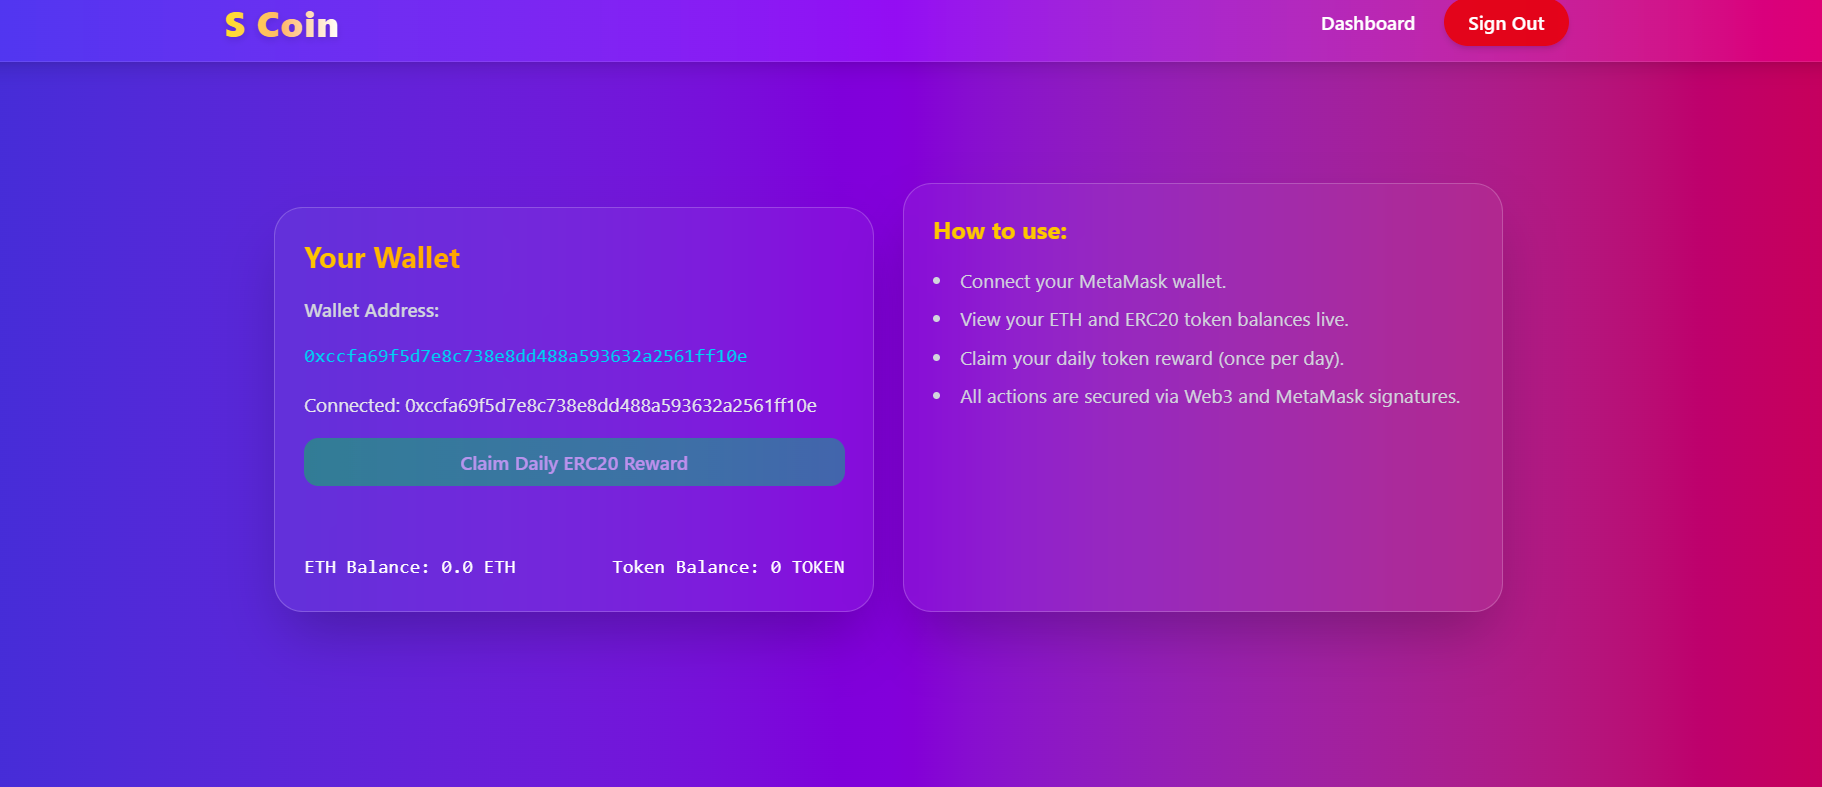 S Coin
Dashboard
Sign Out
Your Wallet
Wallet Address:
0xccfa69f5d7e8c738e8dd488a593632a2561ff10e
Connected: 0xccfa69f5d7e8c738e8dd488a593632a2561ff10e
Claim Daily ERC20 Reward
ETH Balance: 0.0 ETH
Token Balance: 0 TOKEN
How to use:
• Connect your MetaMask wallet.
• View your ETH and ERC20 token balances live.
• Claim your daily token reward (once per day).
• All actions are secured via Web3 and MetaMask signatures.